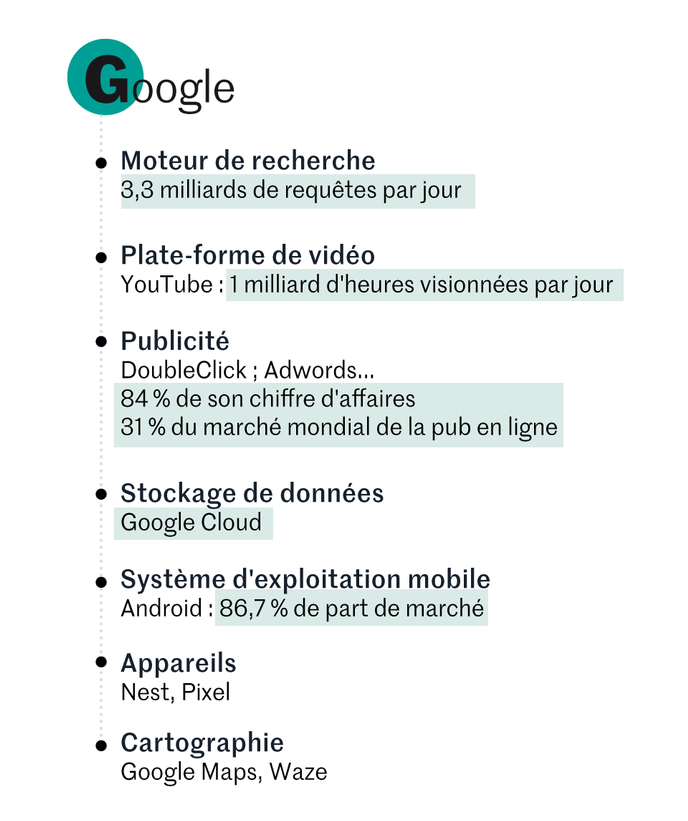 Google
Moteur de recherche
3,3 milliards de requêtes par jour
Plate-forme de vidéo
YouTube : 1 milliard d'heures visionnées par jour
Publicité
DoubleClick ; Adwords...
84 % de son chiffre d'affaires
31 % du marché mondial de la pub en ligne
Stockage de données
Google Cloud
Système d'exploitation mobile
Android : 86,7 % de part de marché
Appareils
Nest, Pixel
Cartographie
Google Maps, Waze